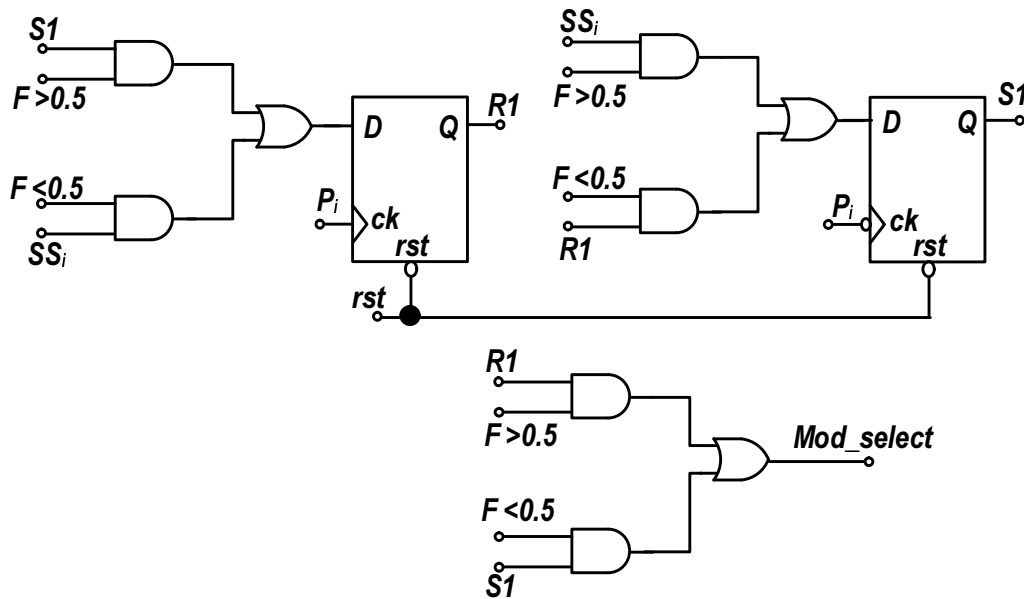 S1
F >0.5
F <0.5
SSi
D
Q
R1
Pi
ck
rst
rst
SSi
F >0.5
F <0.5
R1
D
Q
S1
Pi
ck
rst
R1
F >0.5
F <0.5
S1
Mod_select